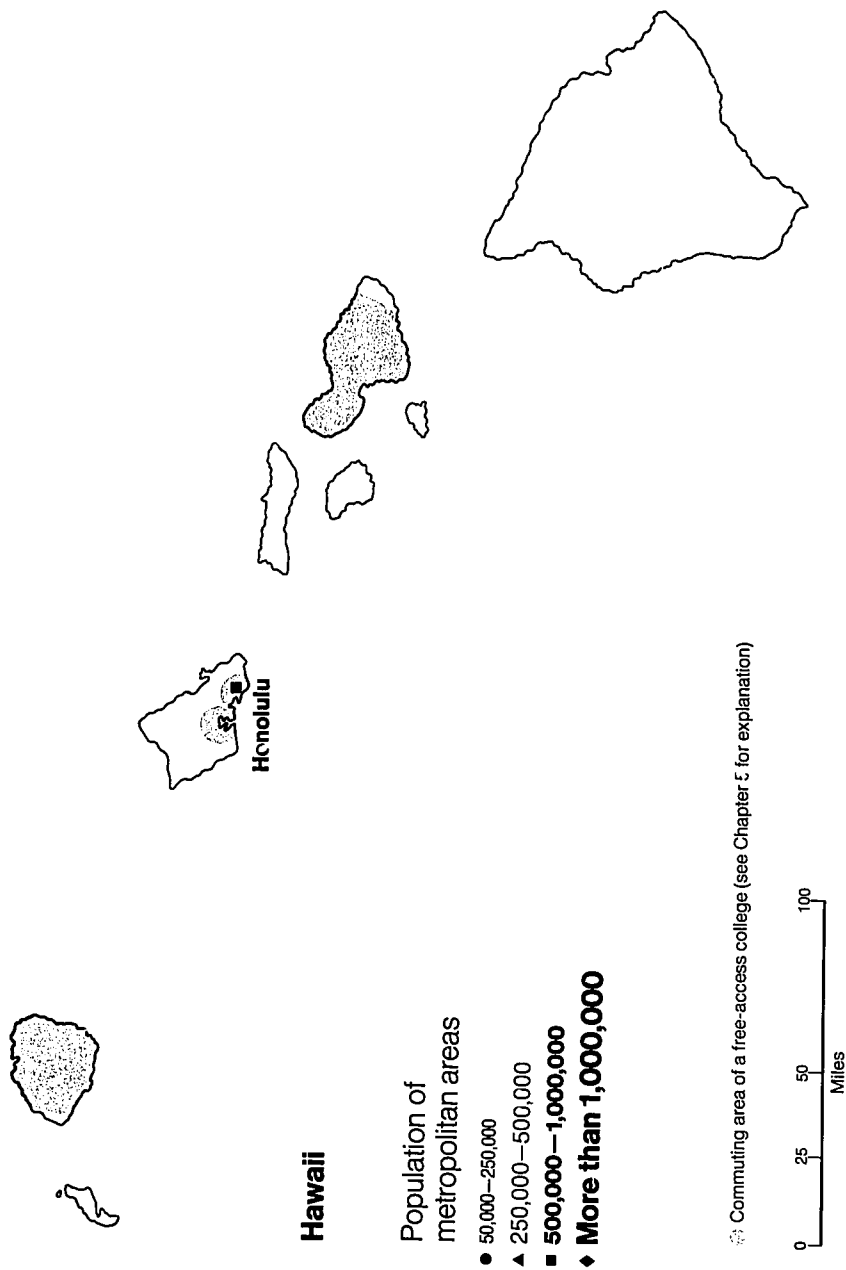 Honolulu
Hawaii
Population of
metropolitan areas
● 50,000–250,000
▲ 250,000–500,000
■ 500,000–1,000,000
◆ More than 1,000,000
Commuting area of a free-access college (see Chapter 5 for explanation)
0 25 50 100
Miles